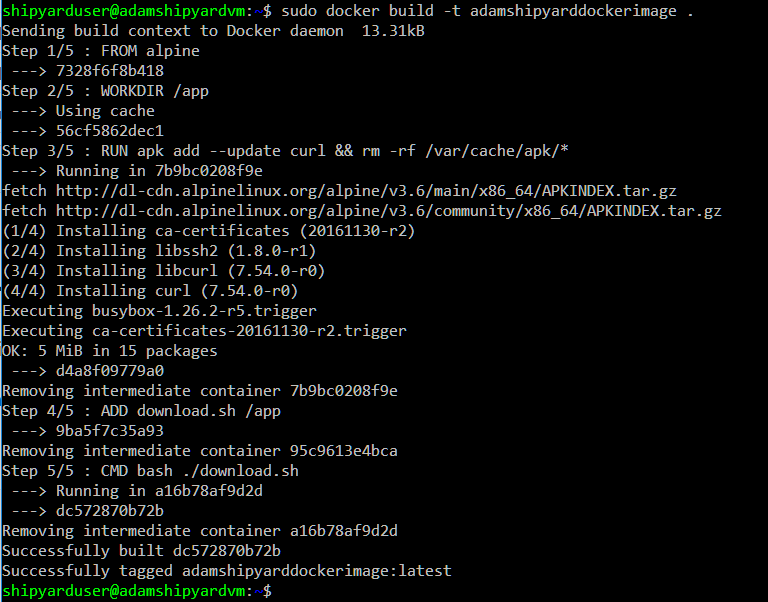 shipyarduser@adamshipyardvm:~$ sudo docker build -t adamshipyarddockerimage .
Sending build context to Docker daemon  13.31kB
Step 1/5 : FROM alpine
 ---> 7328f6f8b418
Step 2/5 : WORKDIR /app
 ---> Using cache
 ---> 56cf5862dec1
Step 3/5 : RUN apk add --update curl && rm -rf /var/cache/apk/*
 ---> Running in 7b9bc0208f9e
fetch http://dl-cdn.alpinelinux.org/alpine/v3.6/main/x86_64/APKINDEX.tar.gz
fetch http://dl-cdn.alpinelinux.org/alpine/v3.6/community/x86_64/APKINDEX.tar.gz
(1/4) Installing ca-certificates (20161130-r2)
(2/4) Installing libssh2 (1.8.0-r1)
(3/4) Installing libcurl (7.54.0-r0)
(4/4) Installing curl (7.54.0-r0)
Executing busybox-1.26.2-r5.trigger
Executing ca-certificates-20161130-r2.trigger
OK: 5 MiB in 15 packages
 ---> d4a8f09779a0
Removing intermediate container 7b9bc0208f9e
Step 4/5 : ADD download.sh /app
 ---> 9ba5f7c35a93
Removing intermediate container 95c9613e4bca
Step 5/5 : CMD bash ./download.sh
 ---> Running in a16b78af9d2d
 ---> dc572870b72b
Removing intermediate container a16b78af9d2d
Successfully built dc572870b72b
Successfully tagged adamshipyarddockerimage:latest
shipyarduser@adamshipyardvm:~$